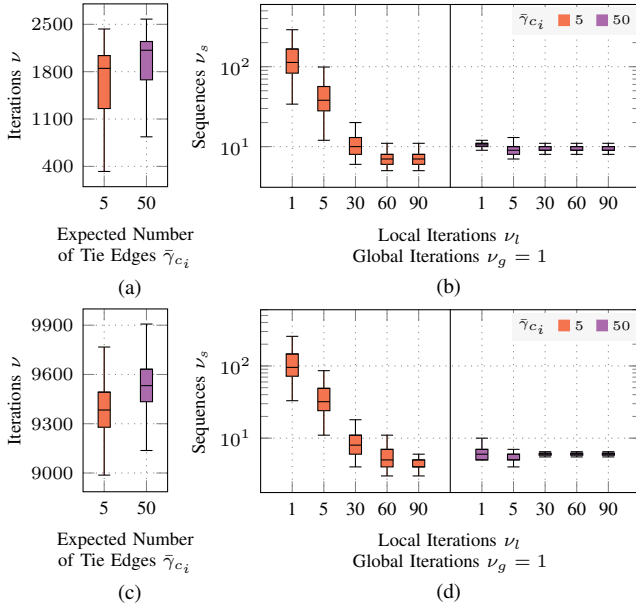 (a)
2500
1800
1100
400
Iterations ν
5 50
Expected Number
of Tie Edges γ̄_{c_i}
(b)
γ̄_{c_i} 5 50
10^2
10^1
Sequences ν_s
1 5 30 60 90 1 5 30 60 90
Local Iterations ν_l
Global Iterations ν_g = 1
(c)
9900
9600
9300
9000
Iterations ν
5 50
Expected Number
of Tie Edges γ̄_{c_i}
(d)
γ̄_{c_i} 5 50
10^2
10^1
Sequences ν_s
1 5 30 60 90 1 5 30 60 90
Local Iterations ν_l
Global Iterations ν_g = 1